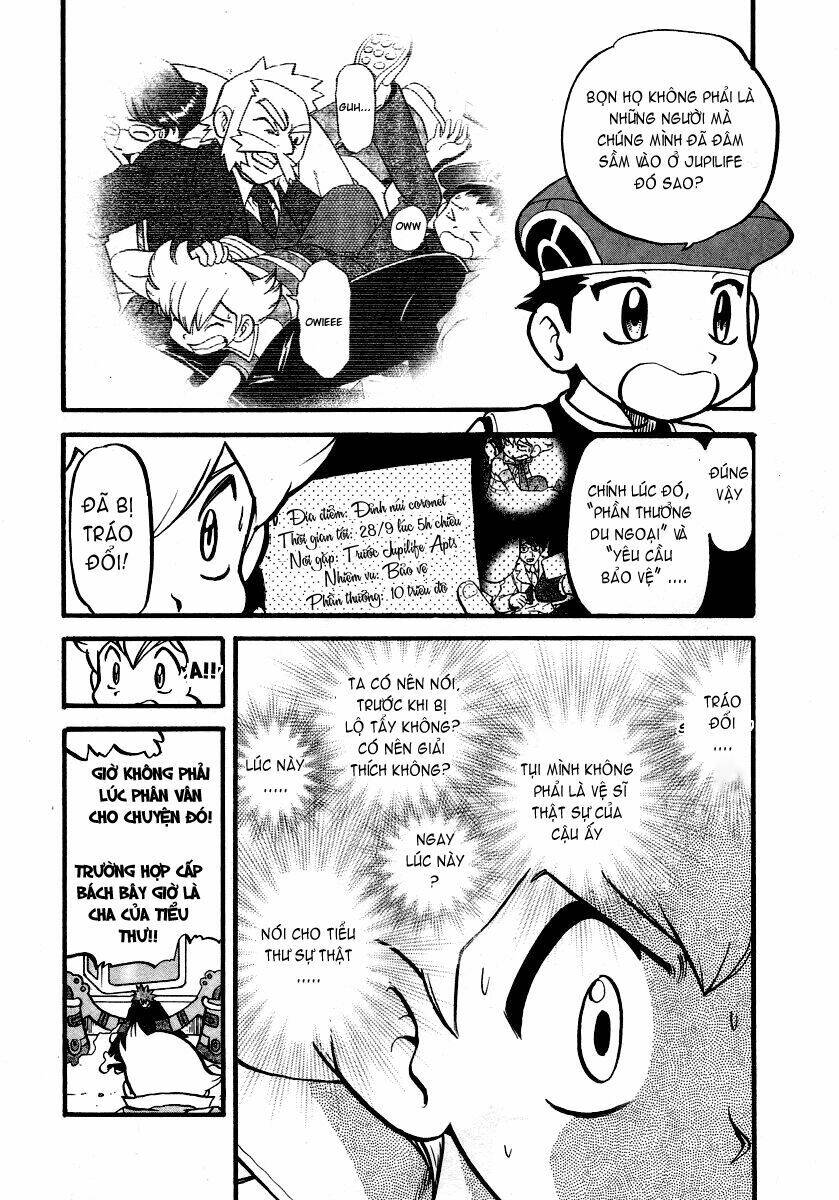 BỌN HỌ KHÔNG PHẢI LÀ
NHỮNG NGƯỜI MÀ
CHÚNG MÌNH ĐÃ ĐÂM
SẦM VÀO Ở JUPILIFE
ĐÓ SAO?
GUH...
OWW
OWIEEE
ĐÚNG
VẬY
CHÍNH LÚC ĐÓ,
"PHẦN THƯỞNG
DU NGOẠI" VÀ
"YÊU CẦU
BẢO VỆ" ....
Địa điểm: Đỉnh núi coronet
Thời gian tới: 28/9 lúc 5h chiều
Nơi gặp: Trước Jupilife Apts
Nhiệm vụ: Bảo vệ
Phần thưởng: 10 triệu đô
ĐÃ BỊ
TRÁO
ĐỔI!
TRÁO
ĐỔI
....
TỤI MÌNH KHÔNG
PHẢI LÀ VỆ SĨ
THẬT SỰ CỦA
CẬU ẤY
TA CÓ NÊN NÓI,
TRƯỚC KHI BỊ
LỘ TẨY KHÔNG?
CÓ NÊN GIẢI
THÍCH KHÔNG?
LÚC NÀY
.....
NGAY
LÚC NÀY
?
NÓI CHO TIỂU
THƯ SỰ THẬT
.....
A!!
GIỜ KHÔNG PHẢI
LÚC PHÂN VÂN
CHO CHUYỆN ĐÓ!
TRƯỜNG HỢP CẤP
BÁCH BÂY GIỜ LÀ
CHA CỦA TIỂU
THƯ!!